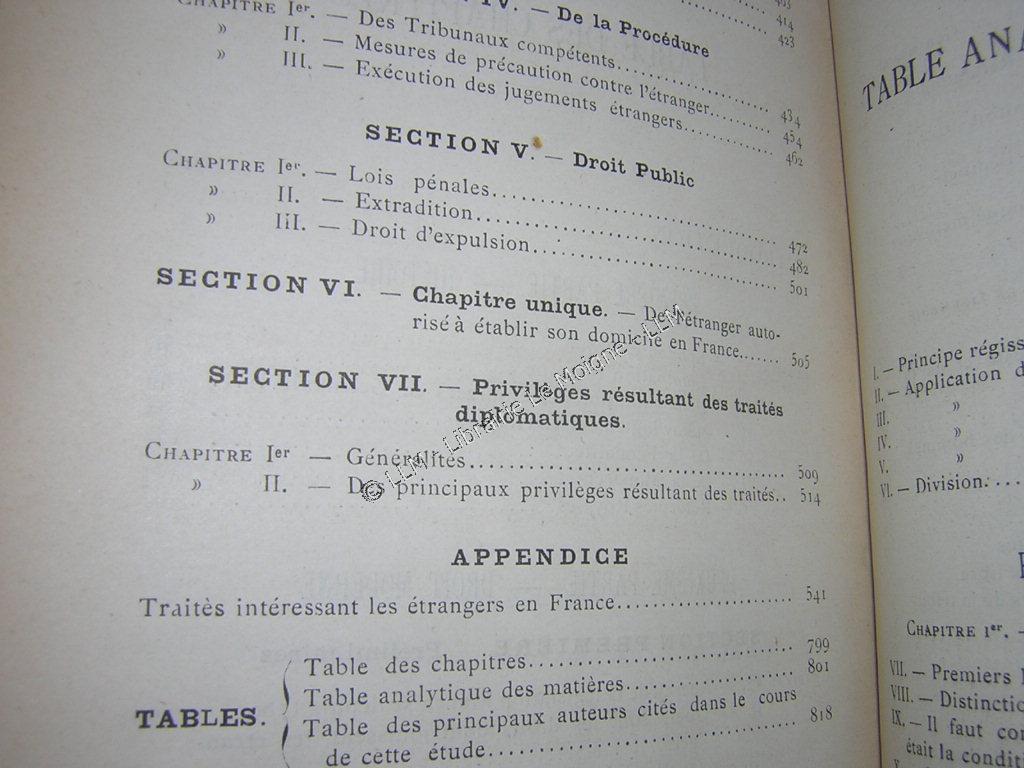 403
414
423
IV. — De la Procédure
CHAPITRE Ier. — Des Tribunaux compétents. 434
» II. — Mesures de précaution contre l'étranger. 454
» III. — Exécution des jugements étrangers. 462
SECTION V. — Droit Public
CHAPITRE Ier. — Lois pénales. 472
» II. — Extradition. 482
» III. — Droit d'expulsion. 501
SECTION VI. — Chapitre unique. — De l'étranger auto-
risé à établir son domicile en France. 505
SECTION VII. — Privilèges résultant des traités
diplomatiques.
CHAPITRE Ier — Généralités. 509
» II. — Des principaux privilèges résultant des traités. 514
APPENDICE
Traitès intéressant les étrangers en France. 541
TABLES.
Table des chapitres. 799
Table analytique des matières. 801
Table des principaux auteurs cités dans le cours
de cette étude. 818
© LLM - Librairie Le Moigne - LLM
TABLE ANA
I. — Principe régiss
II. — Application d
III. »
IV. »
V. »
VI. — Division.
CHAPITRE Ier. —
VII. — Premiers
VIII. — Distinctio
IX. — Il faut con
était la condit